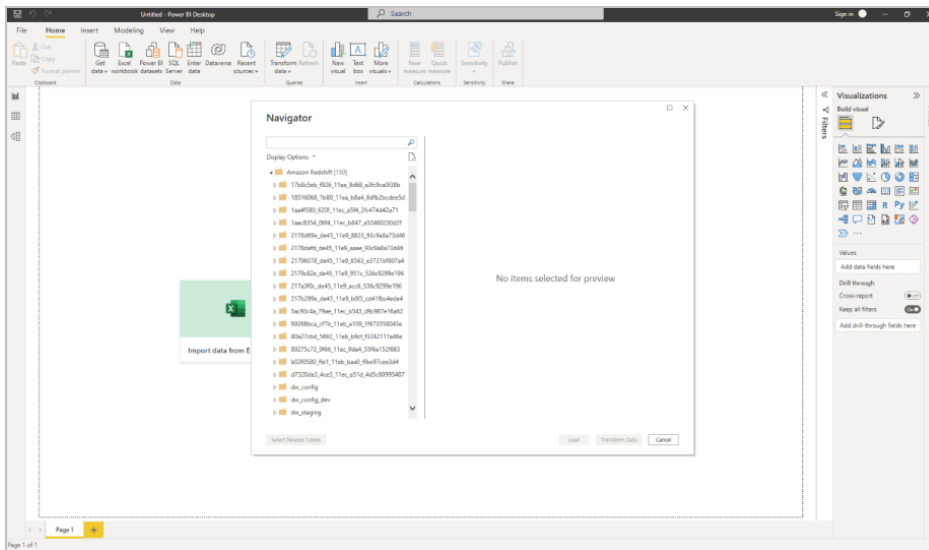 Untitled - Power BI Desktop
Search
Sign in
File Home Insert Modeling View Help
Paste
Cut
Copy
Format painter
Get data
Excel workbook
Power BI datasets
SQL Server
Enter data
Dataverse
Recent sources
Transform data
Refresh
New visual
Text box
More visuals
New measure
Quick measure
Sensitivity
Publish
Clipboard
Data
Queries
Insert
Calculations
Sensitivity
Share
Navigator
Display Options
Amazon Redshift [150]
dw_config
dw_config_dev
dw_staging
No items selected for preview
Select Related Tables
Load
Transform Data
Cancel
Import data from E
Filters
Visualizations
Build visual
R Py
Values
Add data fields here
Drill through
Cross-report
Keep all filters
Add drill-through fields here
Page 1
Page 1 of 1